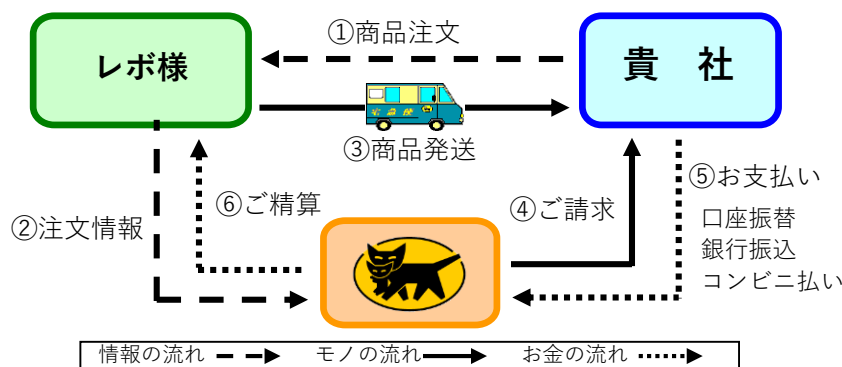 ①商品注文
レボ様
貴　社
③商品発送
②注文情報
⑥ご精算
④ご請求
⑤お支払い
口座振替
銀行振込
コンビニ払い
情報の流れ
モノの流れ
お金の流れ